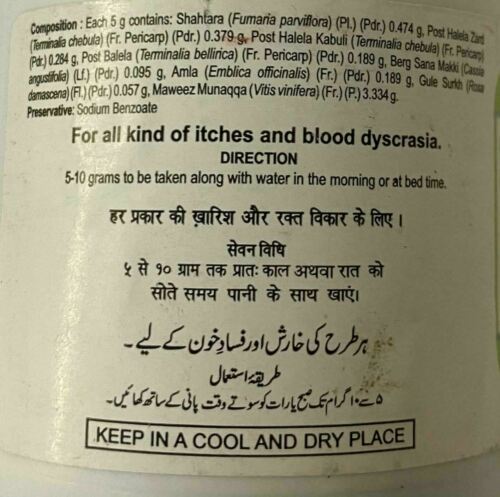 Composition : Each 5 g contains: Shahtara (Fumaria parviflora) (Pl.) (Pdr.) 0.474 g, Post Halela Zard
(Terminalia chebula) (Fr. Pericarp) (Pdr.) 0.379 g, Post Halela Kabuli (Terminalia chebula) (Fr. Pericarp)
(Pdr.) 0.284 g, Post Balela (Terminalia bellirica) (Fr. Pericarp) (Pdr.) 0.189 g, Berg Sana Makki (Cassia
angustifolia) (Lf.) (Pdr.) 0.095 g, Amla (Emblica officinalis) (Fr.) (Pdr.) 0.189 g, Gule Surkh (Rosa
damascena) (Fl.) (Pdr.) 0.057 g, Maweez Munaqqa (Vitis vinifera) (Fr.) (P.) 3.334 g.
Preservative: Sodium Benzoate
For all kind of itches and blood dyscrasia.
DIRECTION
5-10 grams to be taken along with water in the morning or at bed time.
हर प्रकार की ख़ारिश और रक्त विकार के लिए।
सेवन विधि
५ से १० ग्राम तक प्रातः काल अथवा रात को
सोते समय पानी के साथ खाएं।
ہر طرح کی خارش اور فسادِ خون کے لیے۔
طریقۂ استعمال
۵ سے ۱۰ گرام تک صبح یا رات کو سوتے وقت پانی کے ساتھ کھائیں۔
KEEP IN A COOL AND DRY PLACE